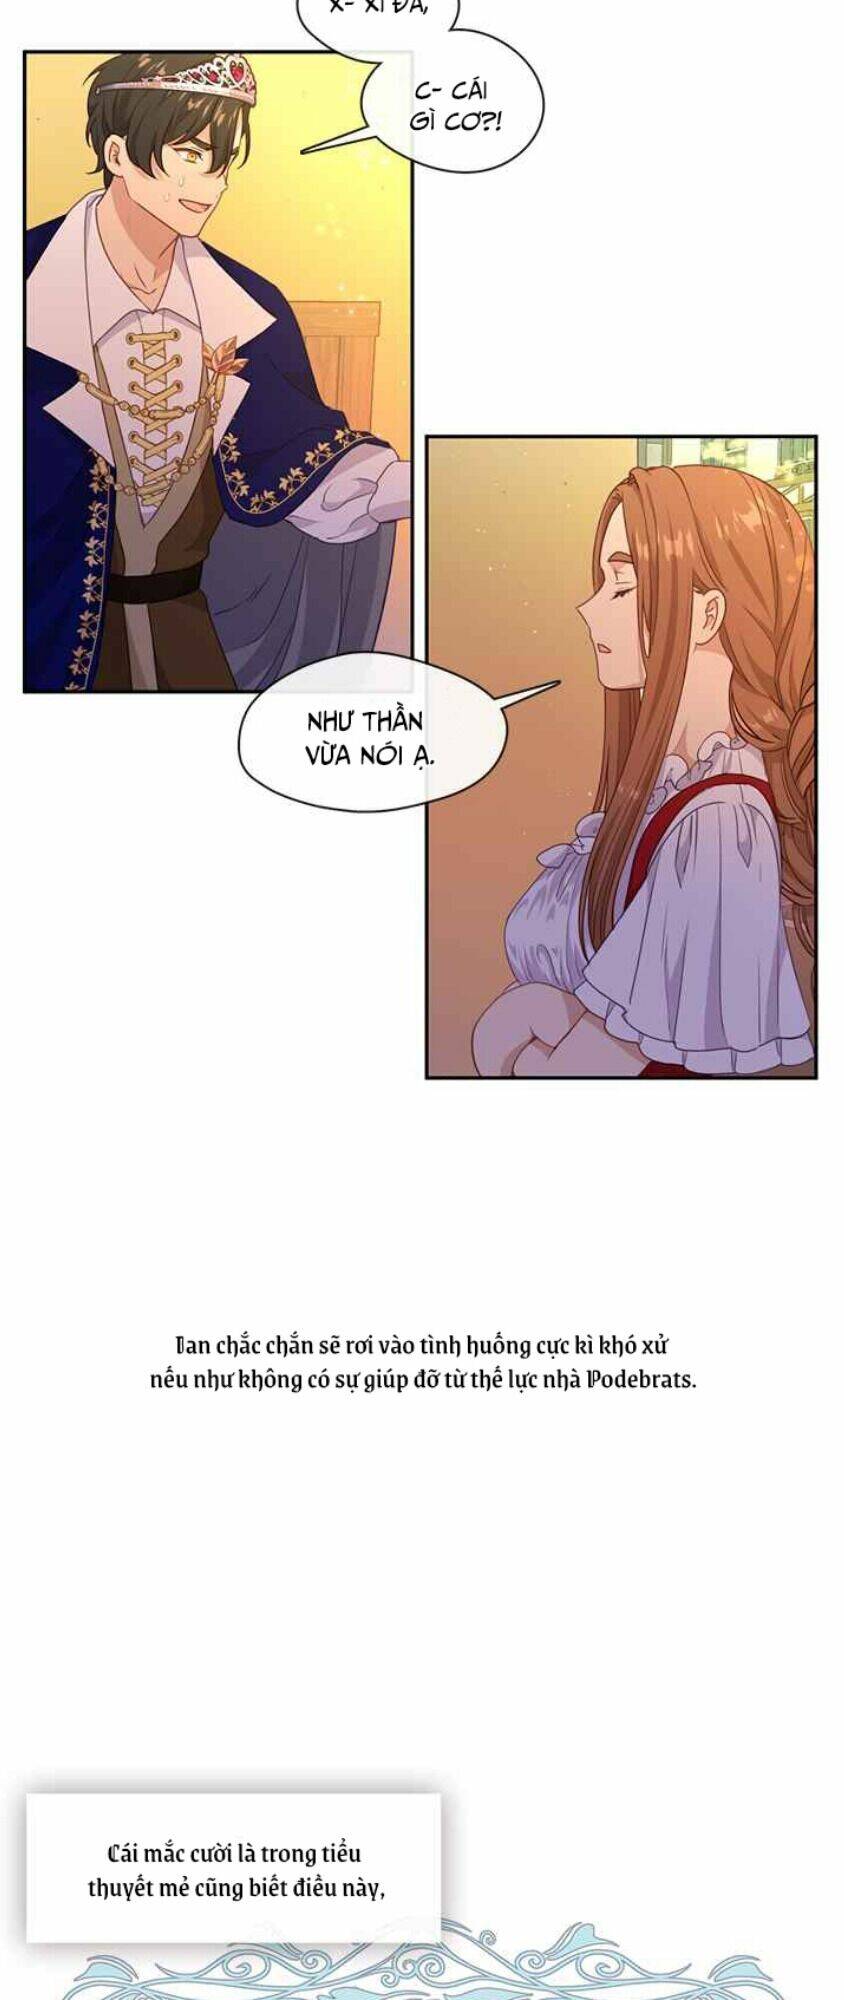 X- XÍ ĐÃ,
C- CÁI
GÌ CƠ?!
NHƯ THẦN
VỪA NÓI Ạ.
Ian chắc chắn sẽ rơi vào tình huống cực kì khó xử
nếu như không có sự giúp đỡ từ thế lực nhà Podebrats.
Cái mắc cười là trong tiểu
thuyết mẻ cũng biết điều này,